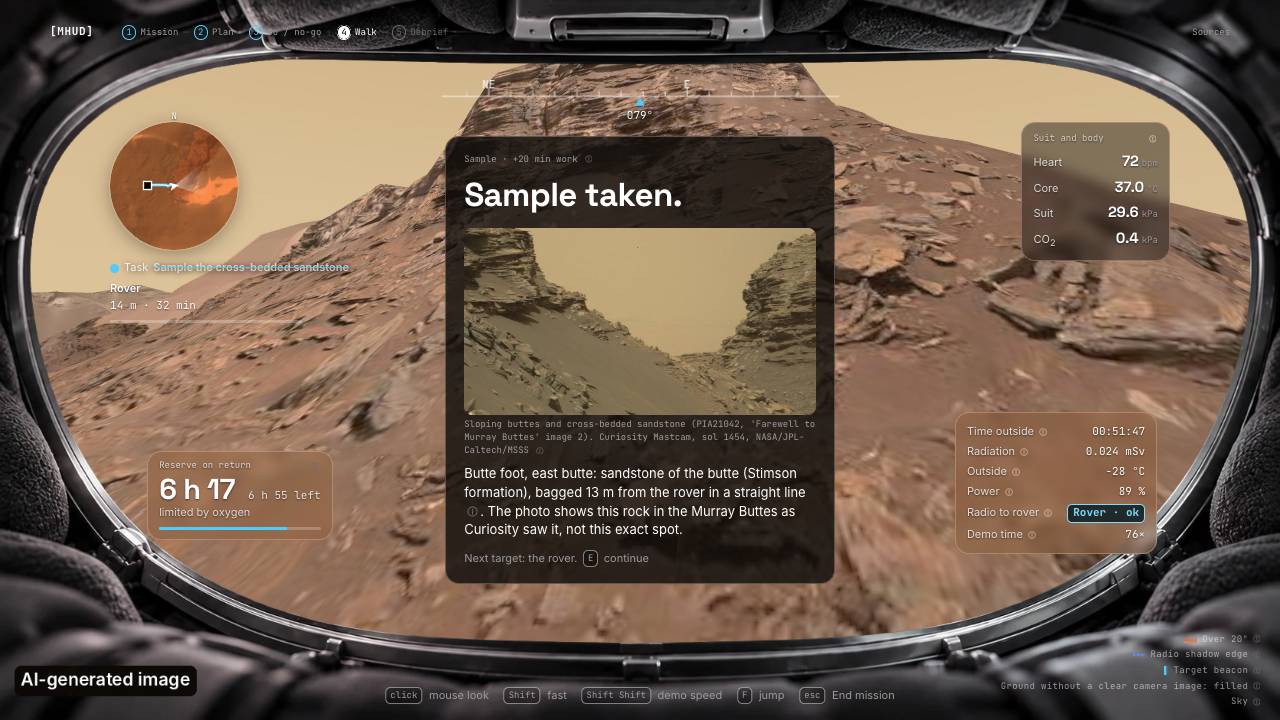 [MHUD]
1 Mission
2 Plan
3 Go / no-go
4 Walk
5 Debrief
Sources
NE
E
079°
N
Task Sample the cross-bedded sandstone
Rover
14 m · 32 min
Sample · +20 min work
Sample taken.
Sloping buttes and cross-bedded sandstone (PIA21042, 'Farewell to
Murray Buttes' image 2). Curiosity Mastcam, sol 1454, NASA/JPL-
Caltech/MSSS
Butte foot, east butte: sandstone of the butte (Stimson
formation), bagged 13 m from the rover in a straight line
. The photo shows this rock in the Murray Buttes as
Curiosity saw it, not this exact spot.
Next target: the rover. E continue
Suit and body
Heart 72 bpm
Core 37.0 °C
Suit 29.6 kPa
CO2 0.4 kPa
Reserve on return
6 h 17 6 h 55 left
limited by oxygen
Time outside 00:51:47
Radiation 0.024 mSv
Outside -28 °C
Power 89 %
Radio to rover Rover · ok
Demo time 76×
Over 20°
Radio shadow edge
Target beacon
Ground without a clear camera image: filled
Sky
AI-generated image
click mouse look Shift fast Shift Shift demo speed F jump esc End mission